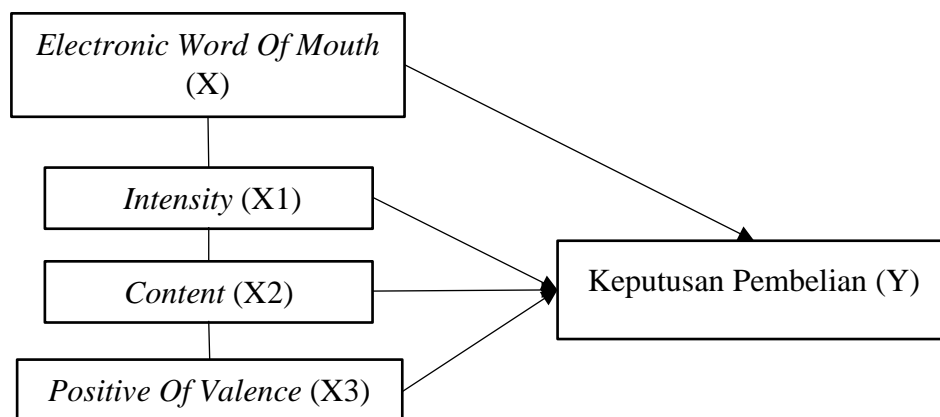 Electronic Word Of Mouth
(X)
Intensity (X1)
Content (X2)
Positive Of Valence (X3)
Keputusan Pembelian (Y)